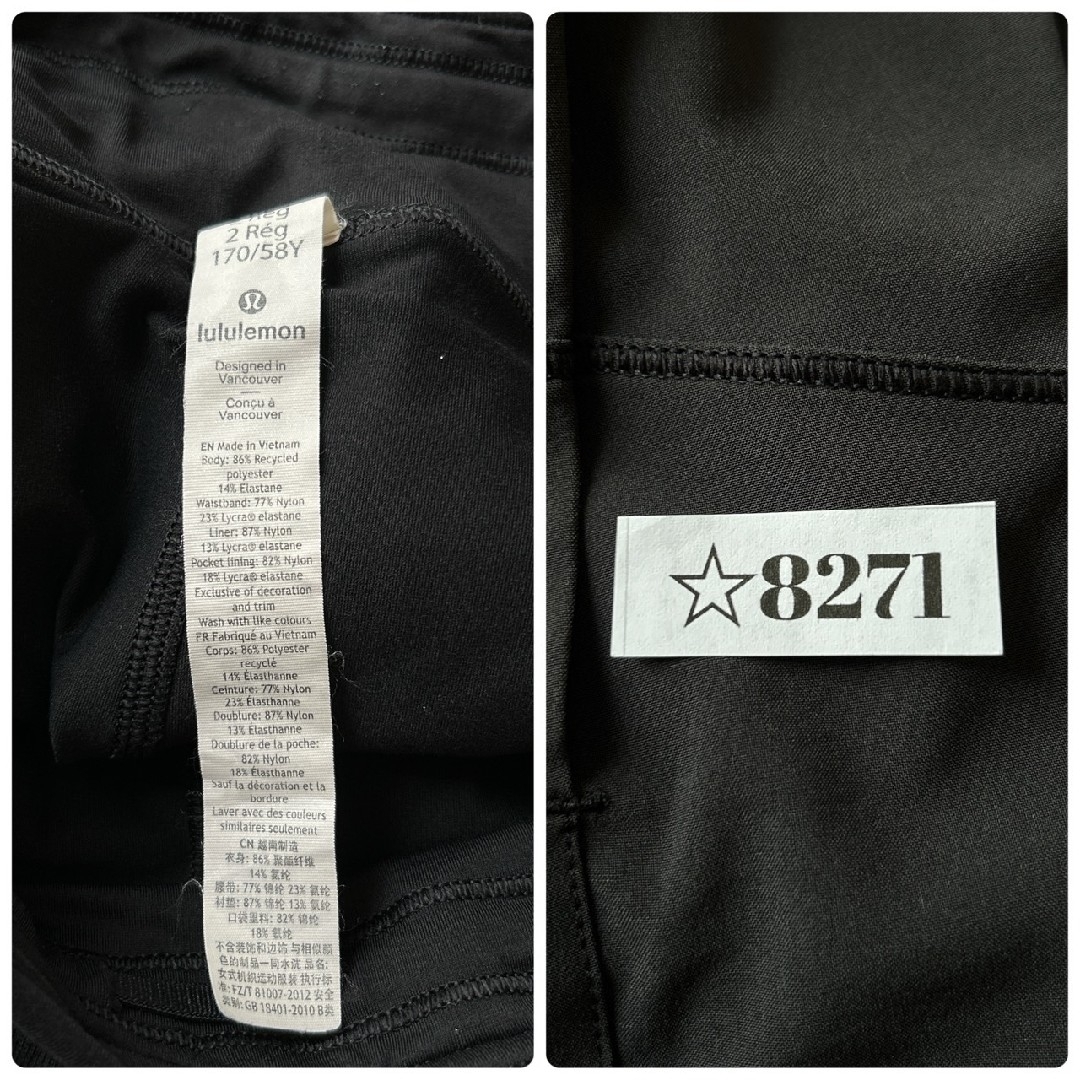 2 Rég
170/58Y
lululemon
Designed in
Vancouver
Conçu à
Vancouver
EN Made in Vietnam
Body: 86% Recycled
polyester
14% Elastane
Waistband: 77% Nylon
23% Lycra® elastane
Liner: 87% Nylon
13% Lycra® elastane
Pocket lining: 82% Nylon
18% Lycra® elastane
Exclusive of decoration
and trim
Wash with like colours
FR Fabriqué au Vietnam
Corps: 86% Polyester
recyclé
14% Élasthanne
Ceinture: 77% Nylon
23% Élasthanne
Doublure: 87% Nylon
13% Élasthanne
Doublure de la poche:
82% Nylon
18% Élasthanne
Sauf la décoration et la
bordure
Laver avec des couleurs
similaires seulement
CN 越南制造
衣身: 86% 聚酯纤维
14% 氨纶
腰带: 77% 锦纶 23% 氨纶
衬里: 87% 锦纶 13% 氨纶
口袋里料: 82% 锦纶
18% 氨纶
不含装饰和边饰 与相似颜
色的制品一同水洗 品名:
女式机织运动服装 执行标
准: FZ/T 81007-2012 安全
类别: GB 18401-2010 B类
☆8271